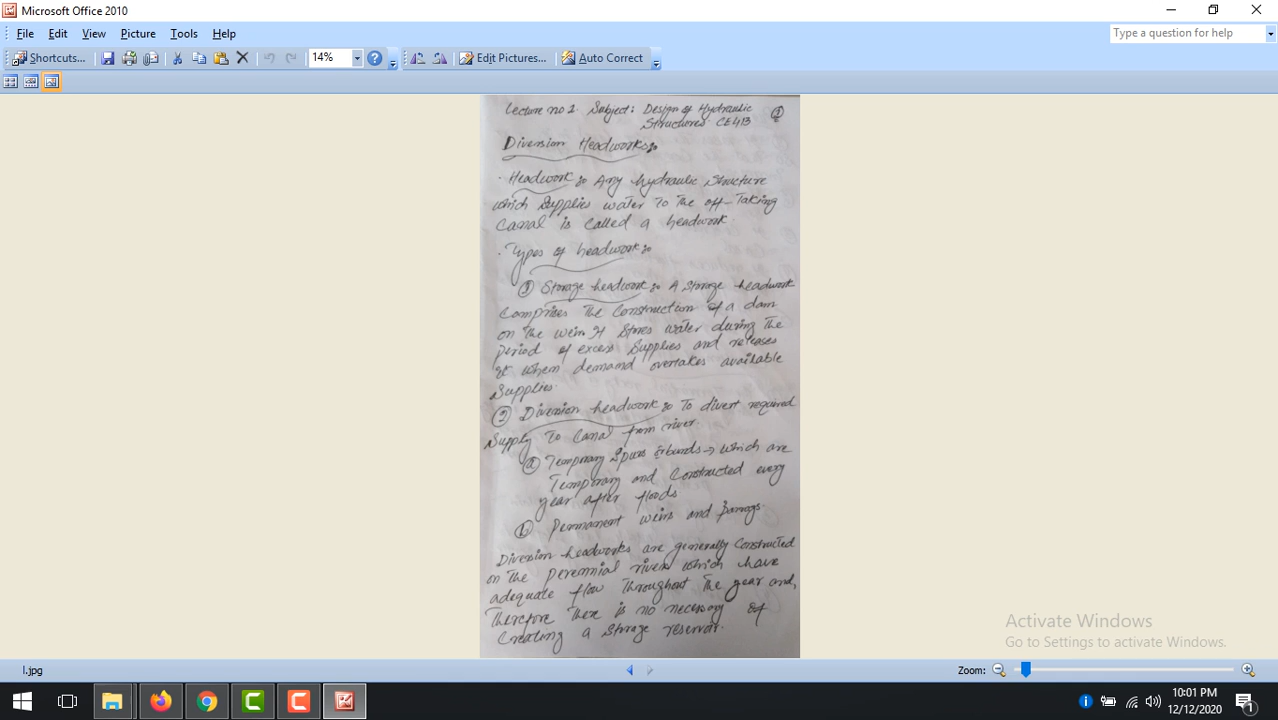 Microsoft Office 2010
File Edit View Picture Tools Help
Type a question for help
Shortcuts...
14%
Edit Pictures...
Auto Correct
Lecture no 2 Subject: Design of Hydraulic
Structures CE413
Diversion Headworks:
Headwork: Any hydraulic Structure
which Supplies water To The off-Taking
Canal is called a headwork.
Types of headwork:
① Storage headwork: A Storage headwork
Comprises The Construction of a dam
on the weir. It Stores water during The
period of excess Supplies and releases
it when demand overtakes available
Supplies.
② Diversion headwork: To divert required
Supply To Canal from river.
ⓐ Temporary Spurs or bunds → which are
Temporary and Constructed every
year after floods
ⓑ Permanent weirs and
Diversion headworks are generally Constructed
on The perennial rivers which have
adequate flow Throughout The year and,
Therefore There is no necessary of
Creating a Storage reservoir.
Activate Windows
Go to Settings to activate Windows.
l.jpg
Zoom:
10:01 PM
12/12/2020
1